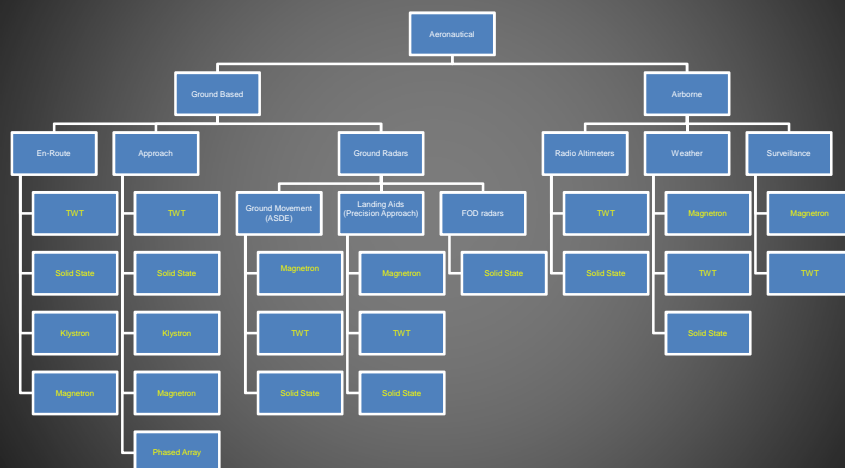 Aeronautical
Ground Based
Airborne
En-Route
Approach
Ground Radars
Radio Altimeters
Weather
Surveillance
Ground Movement
(ASDE)
Landing Aids
(Precision Approach)
FOD radars
TWT
Solid State
Klystron
Magnetron
TWT
Solid State
Klystron
Magnetron
Phased Array
Magnetron
TWT
Solid State
Magnetron
TWT
Solid State
Solid State
TWT
Solid State
Magnetron
TWT
Solid State
Magnetron
TWT